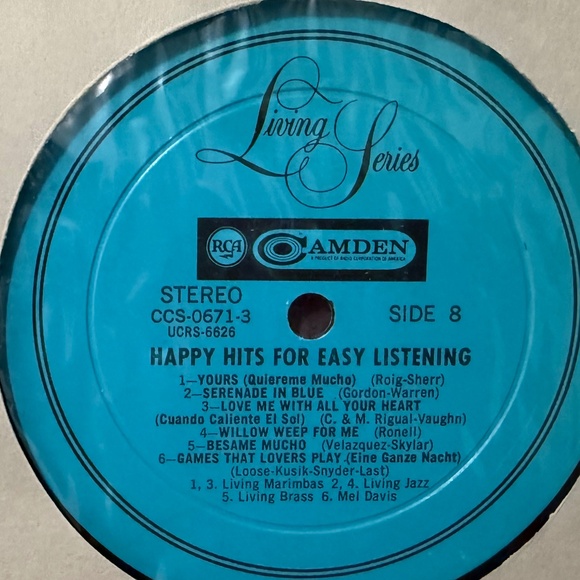 Living Series
RCA CAMDEN
A PRODUCT OF RADIO CORPORATION OF AMERICA
STEREO
CCS-0671-3 SIDE 8
UCRS-6626
HAPPY HITS FOR EASY LISTENING
1—YOURS (Quiereme Mucho) (Roig-Sherr)
2—SERENADE IN BLUE (Gordon-Warren)
3—LOVE ME WITH ALL YOUR HEART
(Cuando Caliente El Sol) (C. & M. Rigual-Vaughn)
4—WILLOW WEEP FOR ME (Ronell)
5—BESAME MUCHO (Velazquez-Skylar)
6—GAMES THAT LOVERS PLAY (Eine Ganze Nacht)
(Loose-Kusik-Snyder-Last)
1, 3. Living Marimbas 2, 4. Living Jazz
5. Living Brass 6. Mel Davis